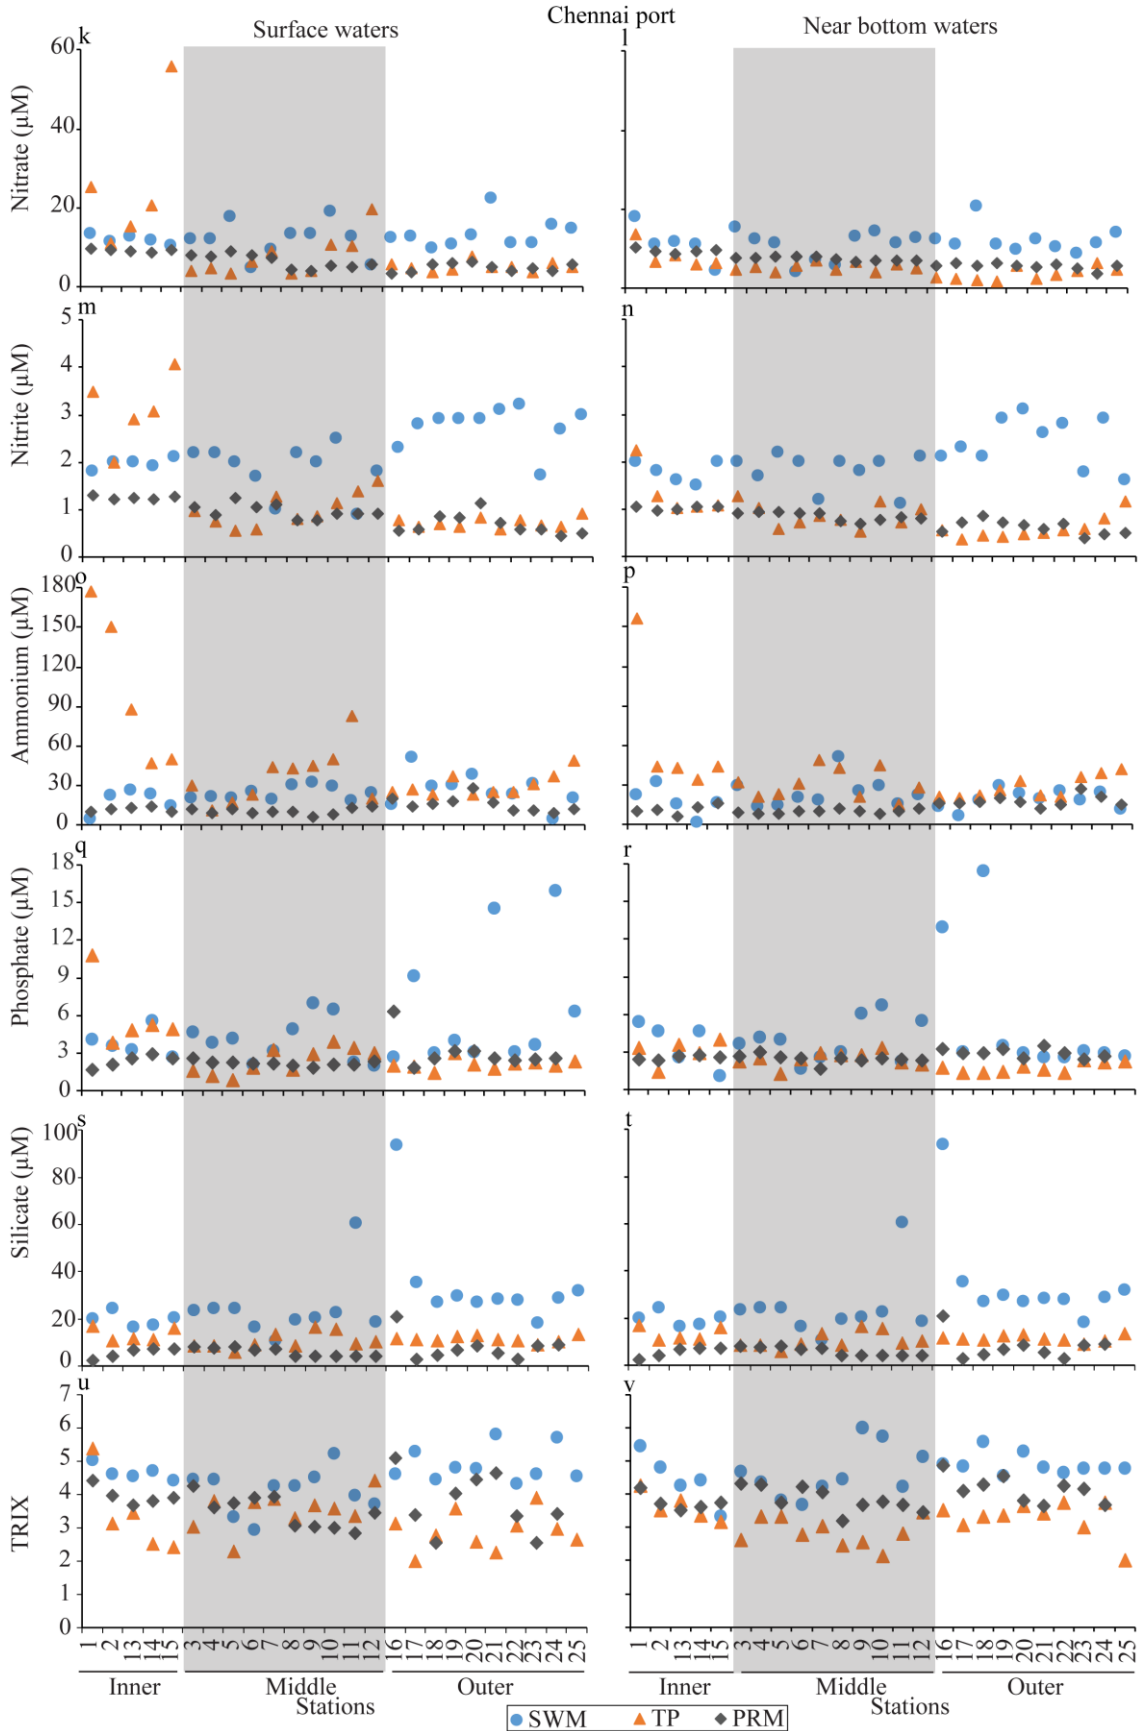 Chennai port
Surface waters
Near bottom waters
k
l
Nitrate (µM)
60
40
20
0
m
n
Nitrite (µM)
5
4
3
2
1
0
o
p
Ammonium (µM)
180
150
120
90
60
30
0
q
r
Phosphate (µM)
18
15
12
9
6
3
0
s
t
Silicate (µM)
100
80
60
40
20
0
u
v
TRIX
7
6
5
4
3
2
1
0
1 2 13 14 15 3 4 5 6 7 8 9 10 11 12 16 17 18 19 20 21 22 23 24 25
1 2 13 14 15 3 4 5 6 7 8 9 10 11 12 16 17 18 19 20 21 22 23 24 25
Inner Middle Outer
Inner Middle Outer
Stations
Stations
SWM TP PRM